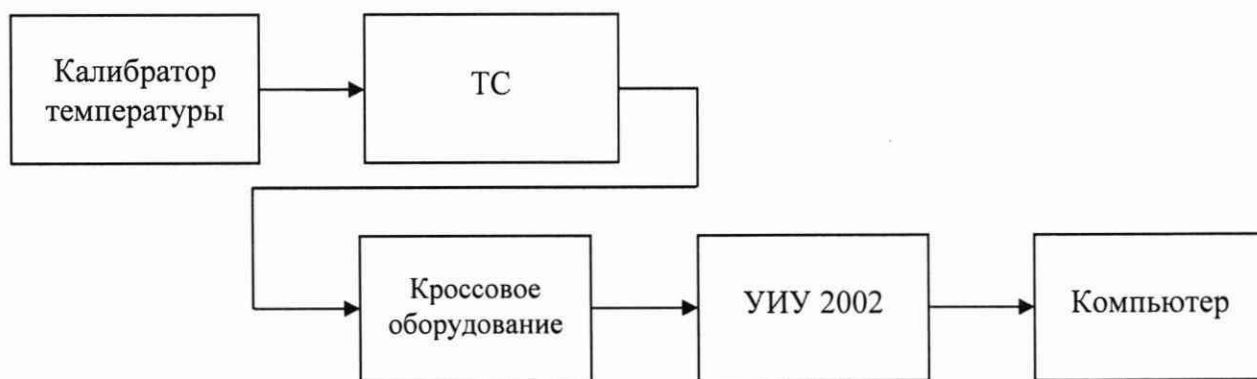 Калибратор
температуры
ТС
Кроссовое
оборудование
УИУ 2002
Компьютер